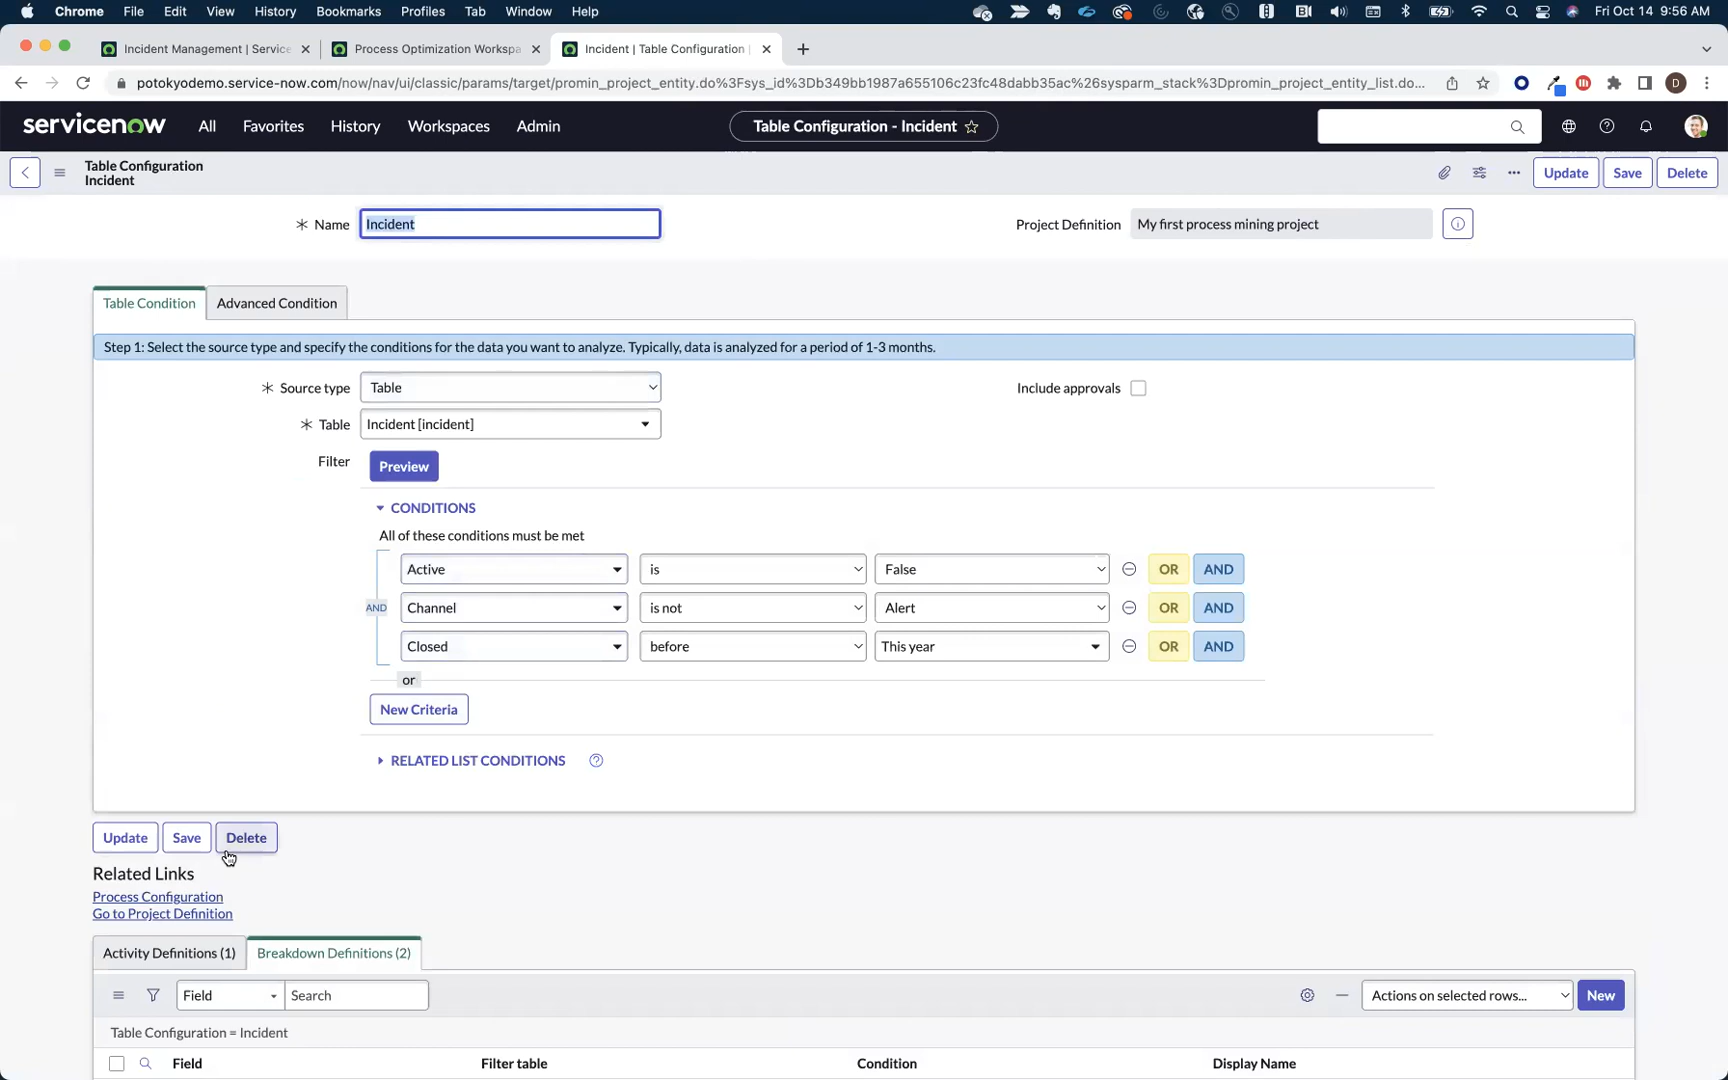 Chrome File Edit View History Bookmarks Profiles Tab Window Help Fri Oct 14 9:56 AM
Incident Management | Service Process Optimization Workspa Incident | Table Configuration |
potokyodemo.service-now.com/now/nav/ui/classic/params/target/promin_project_entity.do%3Fsys_id%3Db349bb1987a655106c23fc48dabb35ac%26sysparm_stack%3Dpromin_project_entity_list.do... D
servicenow All Favorites History Workspaces Admin Table Configuration - Incident
Table Configuration
Incident
Update Save Delete
Name Incident Project Definition My first process mining project
Table Condition Advanced Condition
Step 1: Select the source type and specify the conditions for the data you want to analyze. Typically, data is analyzed for a period of 1-3 months.
Source type Table Include approvals
Table Incident [incident]
Filter Preview
CONDITIONS
All of these conditions must be met
Active is False OR AND
AND Channel is not Alert OR AND
Closed before This year OR AND
or
New Criteria
RELATED LIST CONDITIONS
Update Save Delete
Related Links
Process Configuration
Go to Project Definition
Activity Definitions (1) Breakdown Definitions (2)
Field Search Actions on selected rows... New
Table Configuration = Incident
Field Filter table Condition Display Name